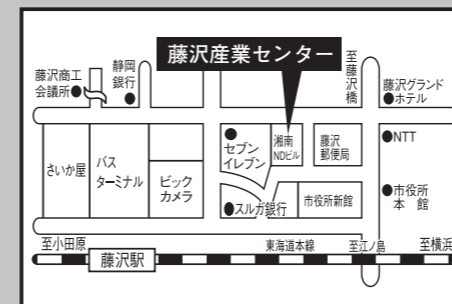 藤沢産業センター
藤沢商工
会議所
静岡
銀行
至藤沢橋
藤沢グランド
ホテル
セブン
イレブン
湘南
NDビル
藤沢
郵便局
NTT
さいか屋
バス
ターミナル
ビック
カメラ
スルガ銀行
市役所新館
市役所
本 館
至小田原
藤沢駅
東海道本線
至江ノ島
至横浜